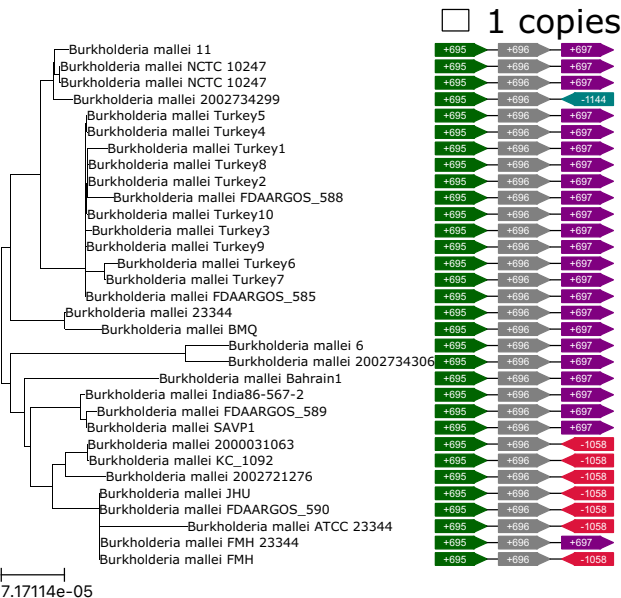 1 copies
Burkholderia mallei 11 +695 +696 +697
Burkholderia mallei NCTC 10247 +695 +696 +697
Burkholderia mallei NCTC 10247 +695 +696 +697
Burkholderia mallei 2002734299 +695 +696 -1144
Burkholderia mallei Turkey5 +695 +696 +697
Burkholderia mallei Turkey4 +695 +696 +697
Burkholderia mallei Turkey1 +695 +696 +697
Burkholderia mallei Turkey8 +695 +696 +697
Burkholderia mallei Turkey2 +695 +696 +697
Burkholderia mallei FDAARGOS_588 +695 +696 +697
Burkholderia mallei Turkey10 +695 +696 +697
Burkholderia mallei Turkey3 +695 +696 +697
Burkholderia mallei Turkey9 +695 +696 +697
Burkholderia mallei Turkey6 +695 +696 +697
Burkholderia mallei Turkey7 +695 +696 +697
Burkholderia mallei FDAARGOS_585 +695 +696 +697
Burkholderia mallei 23344 +695 +696 +697
Burkholderia mallei BMQ +695 +696 +697
Burkholderia mallei 6 +695 +696 +697
Burkholderia mallei 2002734306 +695 +696 +697
Burkholderia mallei Bahrain1 +695 +696 +697
Burkholderia mallei India86-567-2 +695 +696 +697
Burkholderia mallei FDAARGOS_589 +695 +696 +697
Burkholderia mallei SAVP1 +695 +696 +697
Burkholderia mallei 2000031063 +695 +696 -1058
Burkholderia mallei KC_1092 +695 +696 -1058
Burkholderia mallei 2002721276 +695 +696 -1058
Burkholderia mallei JHU +695 +696 -1058
Burkholderia mallei FDAARGOS_590 +695 +696 -1058
Burkholderia mallei ATCC 23344 +695 +696 -1058
Burkholderia mallei FMH 23344 +695 +696 +697
Burkholderia mallei FMH +695 +696 -1058
7.17114e-05